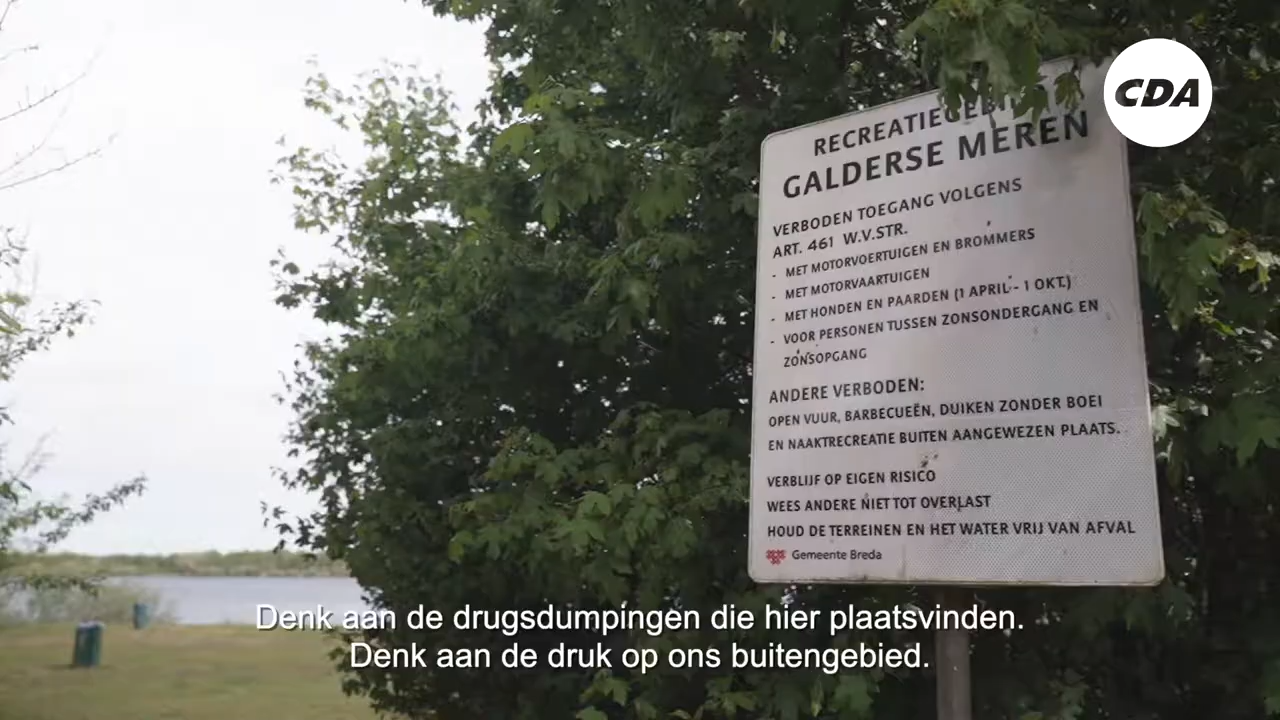 CDA
RECREATIEGEBIED
GALDERSE MEREN
VERBODEN TOEGANG VOLGENS
ART. 461 W.V.STR.
- MET MOTORVOERTUIGEN EN BROMMERS
- MET MOTORVAARTUIGEN
- MET HONDEN EN PAARDEN (1 APRIL - 1 OKT.)
- VOOR PERSONEN TUSSEN ZONSONDERGANG EN
ZONSOPGANG
ANDERE VERBODEN:
OPEN VUUR, BARBECUEËN, DUIKEN ZONDER BOEI
EN NAAKTRECREATIE BUITEN AANGEWEZEN PLAATS.
VERBLIJF OP EIGEN RISICO
WEES ANDERE NIET TOT OVERLAST
HOUD DE TERREINEN EN HET WATER VRIJ VAN AFVAL
Gemeente Breda
Denk aan de drugsdumpingen die hier plaatsvinden.
Denk aan de druk op ons buitengebied.